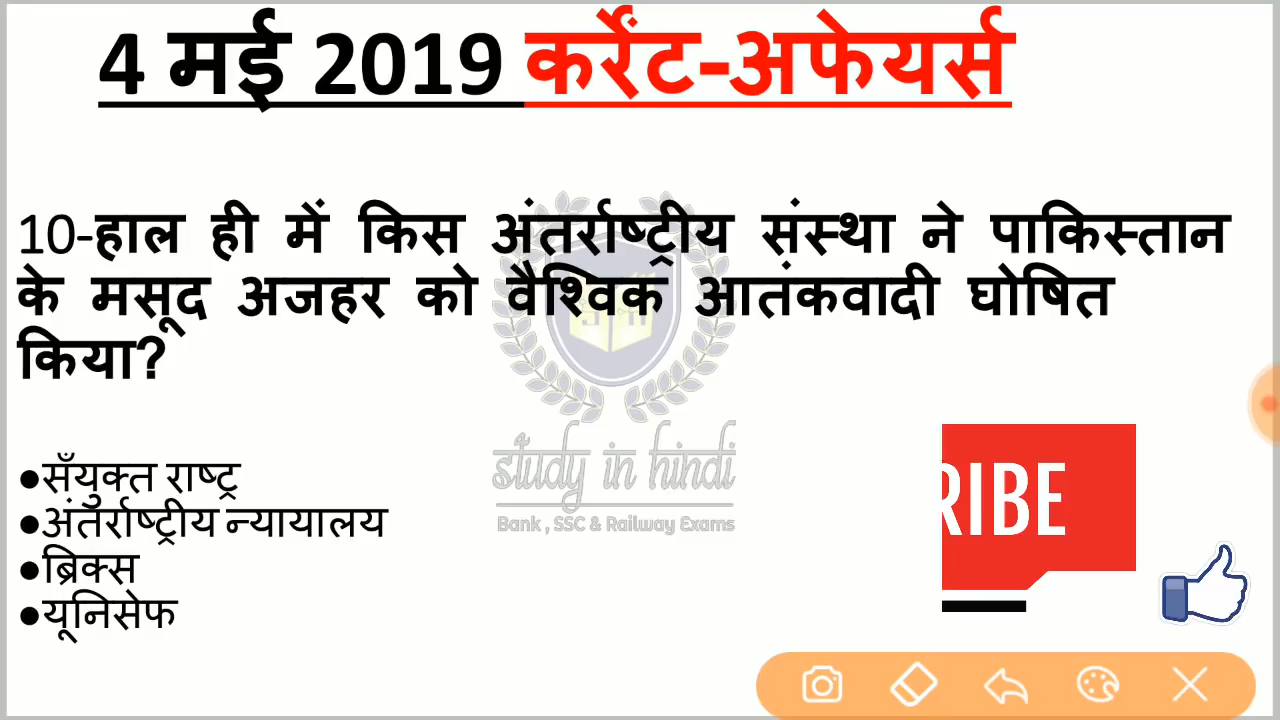 4 मई 2019 करेंट-अफेयर्स
10-हाल ही में किस अंतर्राष्ट्रीय संस्था ने पाकिस्तान
के मसूद अजहर को वैश्विक आतंकवादी घोषित
किया?
●सँयुक्त राष्ट्र
●अंतर्राष्ट्रीय न्यायालय
●ब्रिक्स
●यूनिसेफ
study in hindi
Bank , SSC & Railway Exams
RIBE